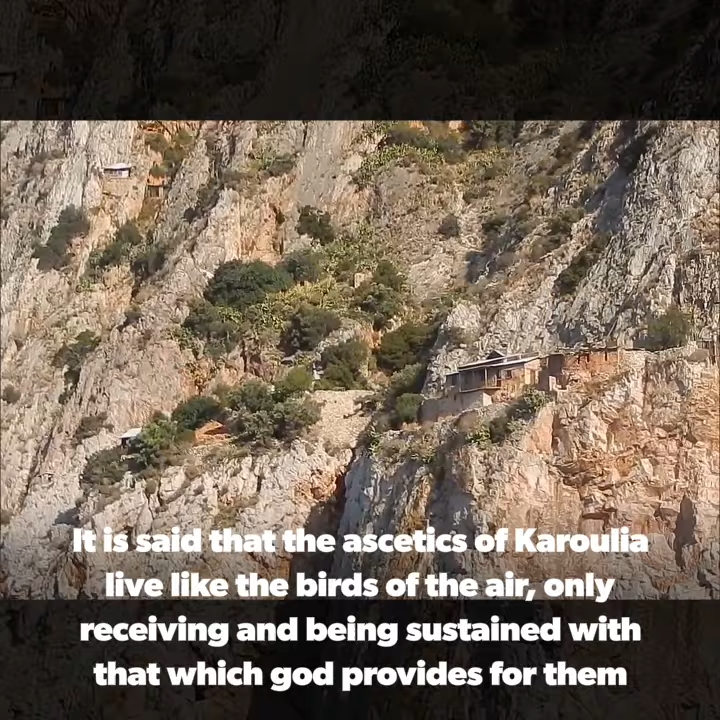 It is said that the ascetics of Karoulia
live like the birds of the air, only
receiving and being sustained with
that which god provides for them